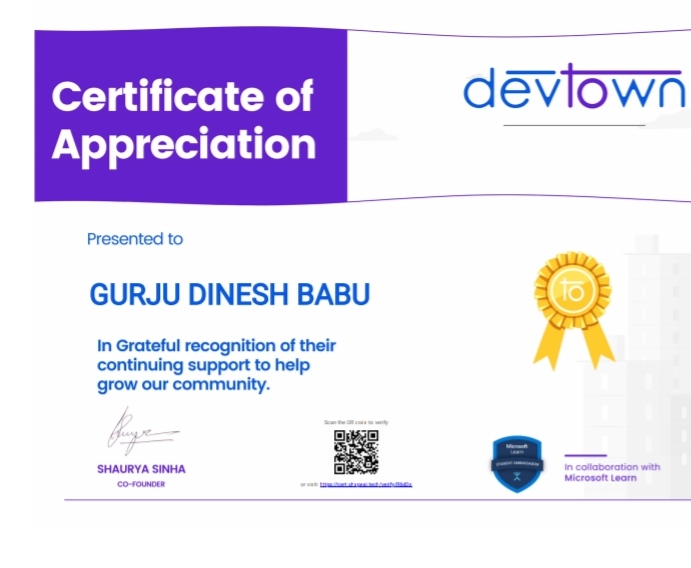 Certificate of
Appreciation
devtown
Presented to
GURJU DINESH BABU
In Grateful recognition of their
continuing support to help
grow our community.
SHAURYA SINHA
CO-FOUNDER
Scan the QR code to verify
or visit:
to
Microsoft
Learn
STUDENT AMBASSADOR
In collaboration with
Microsoft Learn